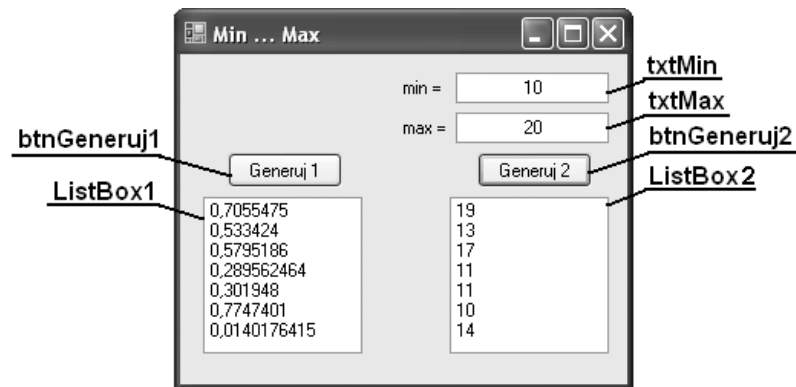 Min ... Max
txtMin
min = 10
txtMax
max = 20
btnGeneruj1
btnGeneruj2
Generuj 1
Generuj 2
ListBox1
ListBox2
0,7055475
0,533424
0,5795186
0,289562464
0,301948
0,7747401
0,0140176415
19
13
17
11
11
10
14